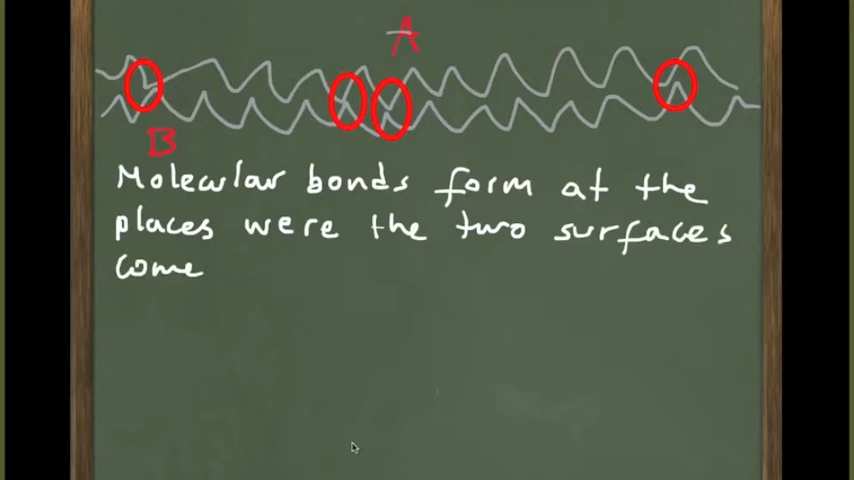 A
B
Molecular bonds form at the
places were the two surfaces
come